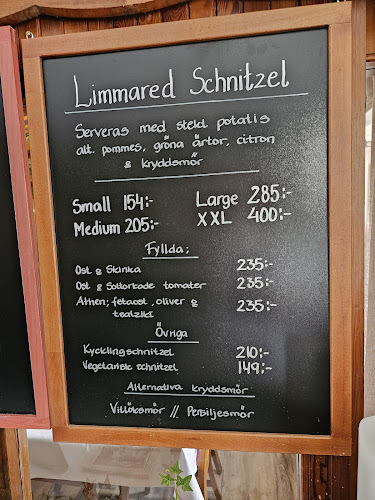 Limmared Schnitzel
Serveras med stekt potatis
alt. pommes, gröna ärtor, citron
& kryddsmör
Small 154:- Large 285:-
Medium 205:- XXL 400:-
Fyllda;
Ost & Skinka 235:-
Ost & Soltorkade tomater 235:-
Athen; fetaost, oliver & 235:-
tzatziki
Övriga
Kycklingschnitzel 210:-
Vegetarisk schnitzel 149:-
Alternativa kryddsmör
Vitlöksmör // Persiljesmör